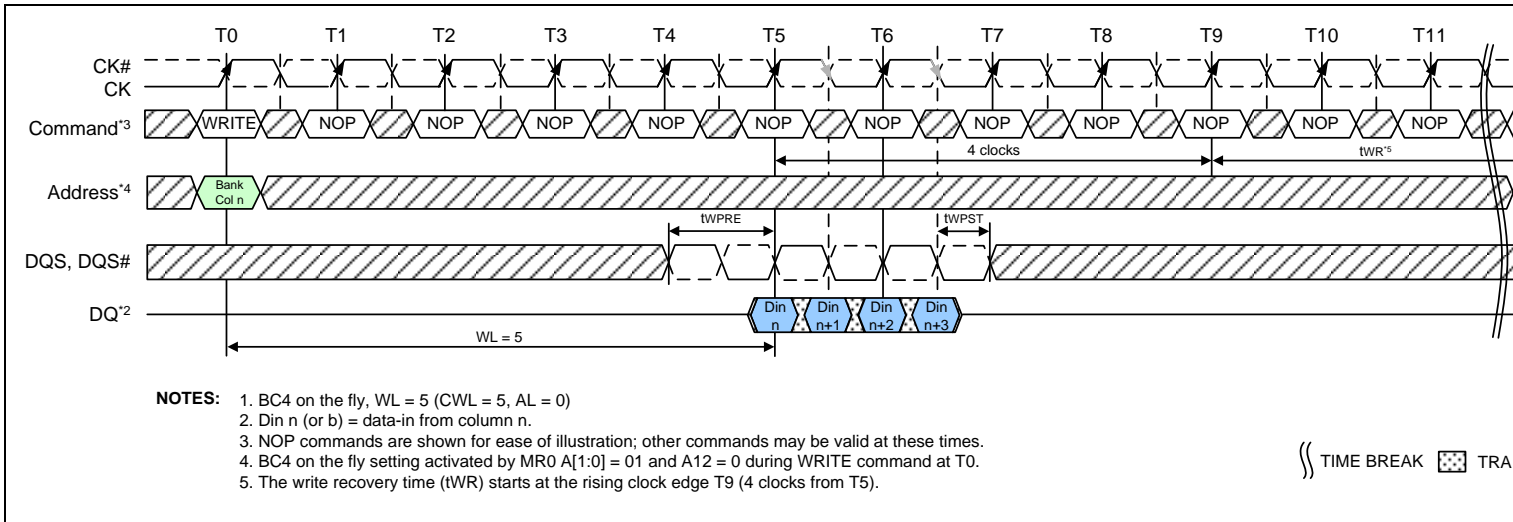 T0 T1 T2 T3 T4 T5 T6 T7 T8 T9 T10 T11
CK#
CK
Command*3 WRITE NOP NOP NOP NOP NOP NOP NOP NOP NOP NOP NOP
4 clocks tWR*5
Address*4 Bank
Col n
tWPRE tWPST
DQS, DQS#
DQ*2 Din
n Din
n+1 Din
n+2 Din
n+3
WL = 5
NOTES: 1. BC4 on the fly, WL = 5 (CWL = 5, AL = 0)
2. Din n (or b) = data-in from column n.
3. NOP commands are shown for ease of illustration; other commands may be valid at these times.
4. BC4 on the fly setting activated by MR0 A[1:0] = 01 and A12 = 0 during WRITE command at T0.
5. The write recovery time (tWR) starts at the rising clock edge T9 (4 clocks from T5).
TIME BREAK TRA